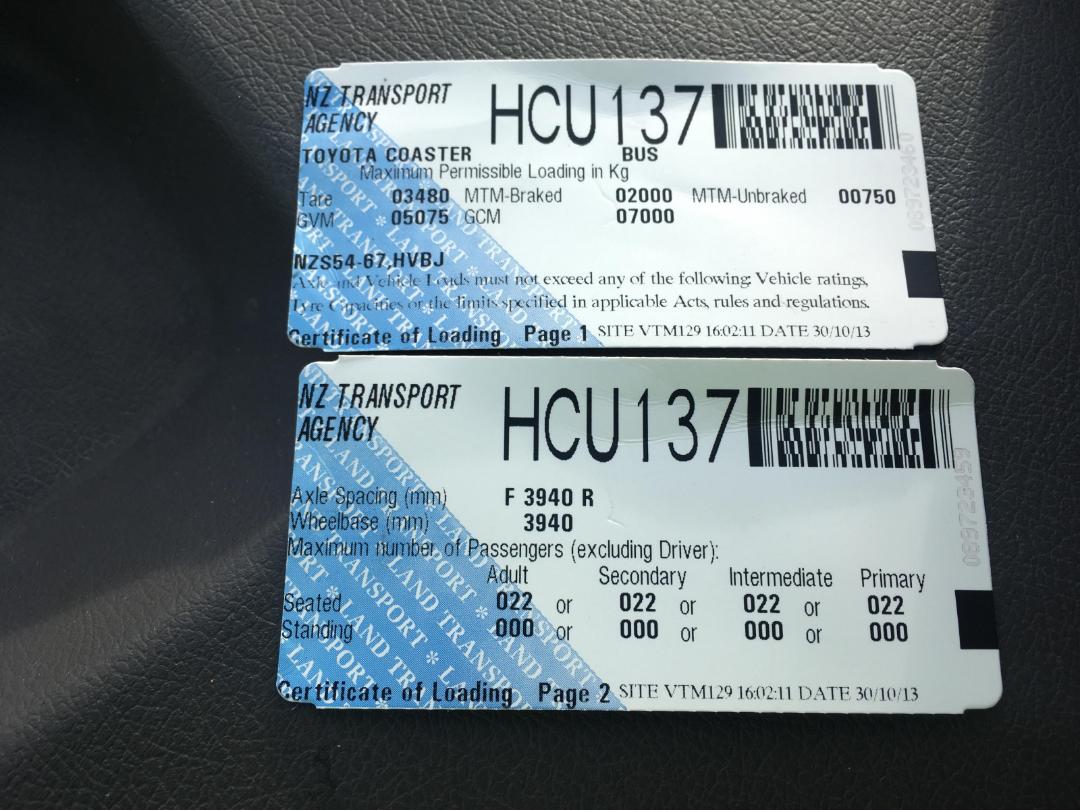 NZ TRANSPORT
AGENCY
HCU137
TOYOTA COASTER BUS
Maximum Permissible Loading in Kg
Tare 03480 MTM-Braked 02000 MTM-Unbraked 00750
GVM 05075 GCM 07000
NZS54-67,HVBJ
Axle and Vehicle Loads must not exceed any of the following; Vehicle ratings,
Tyre Capacities or the limits specified in applicable Acts, rules and regulations.
Certificate of Loading Page 1 SITE VTM129 16:02:11 DATE 30/10/13
NZ TRANSPORT
AGENCY
HCU137
089723459
Axle Spacing (mm) F 3940 R
Wheelbase (mm) 3940
Maximum number of Passengers (excluding Driver):
Adult Secondary Intermediate Primary
Seated 022 or 022 or 022 or 022
Standing 000 or 000 or 000 or 000
Certificate of Loading Page 2 SITE VTM129 16:02:11 DATE 30/10/13